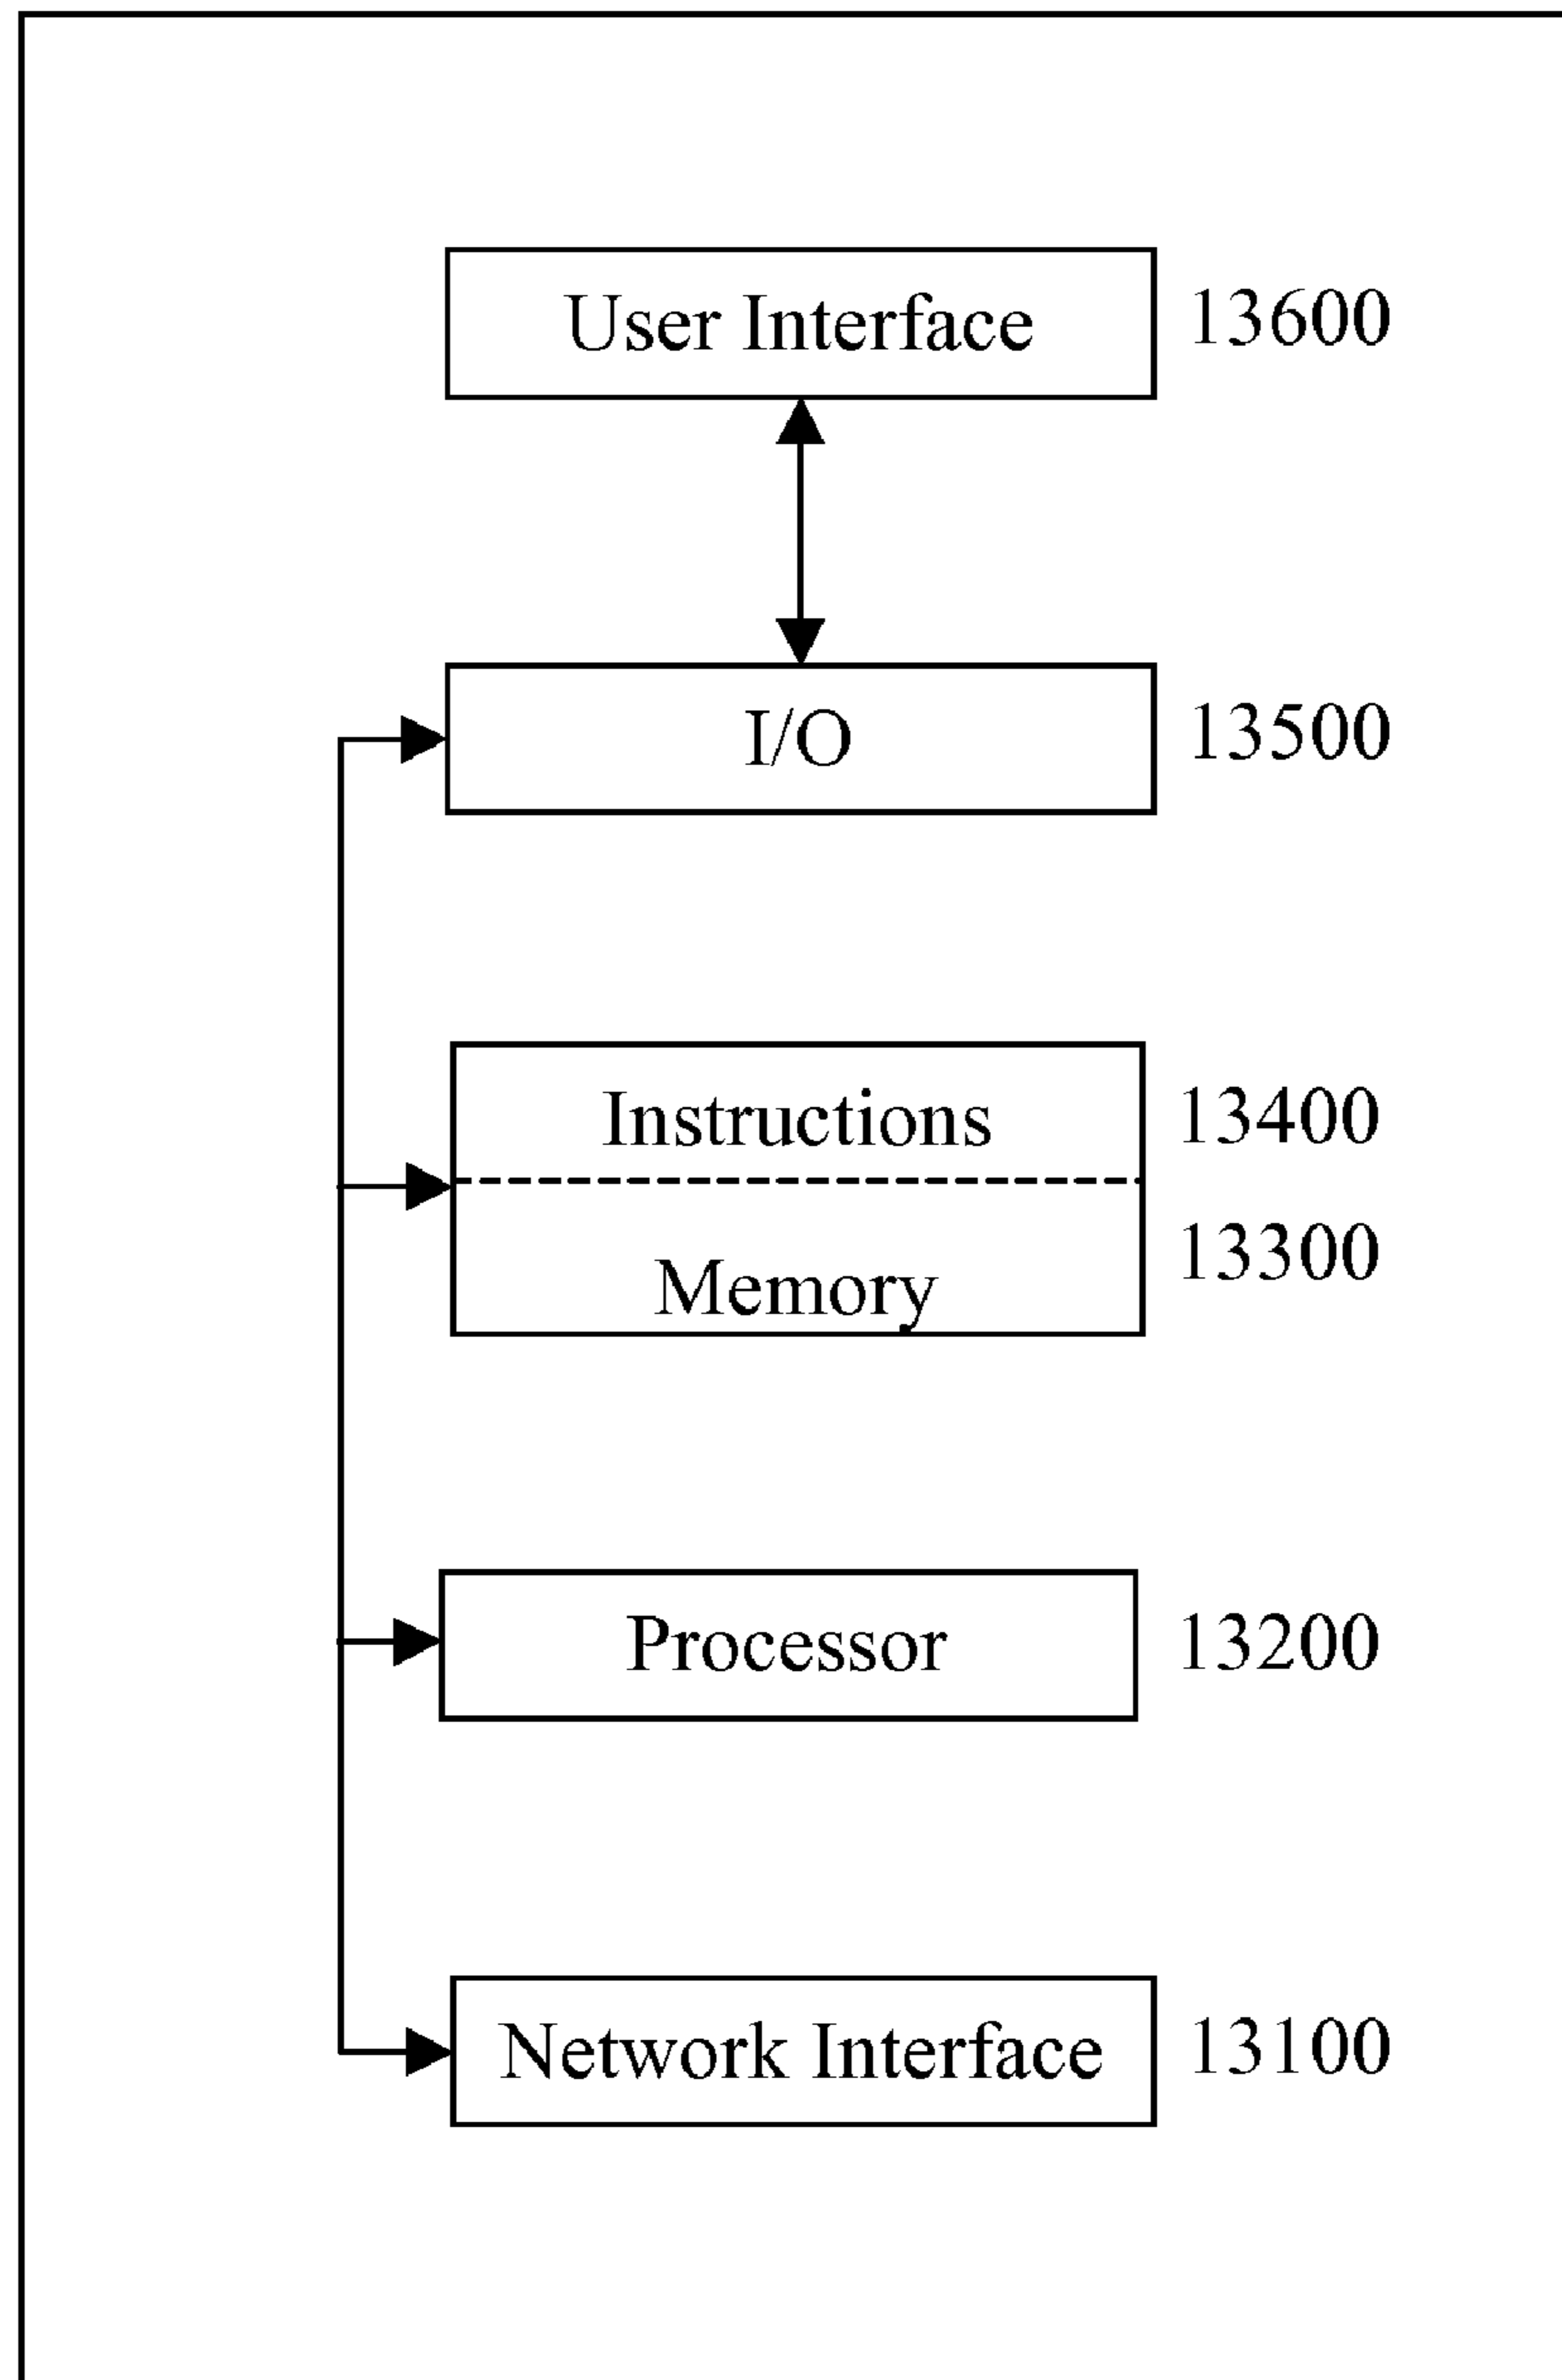 User Interface 13600
I/O 13500
Instructions 13400
Memory 13300
Processor 13200
Network Interface 13100